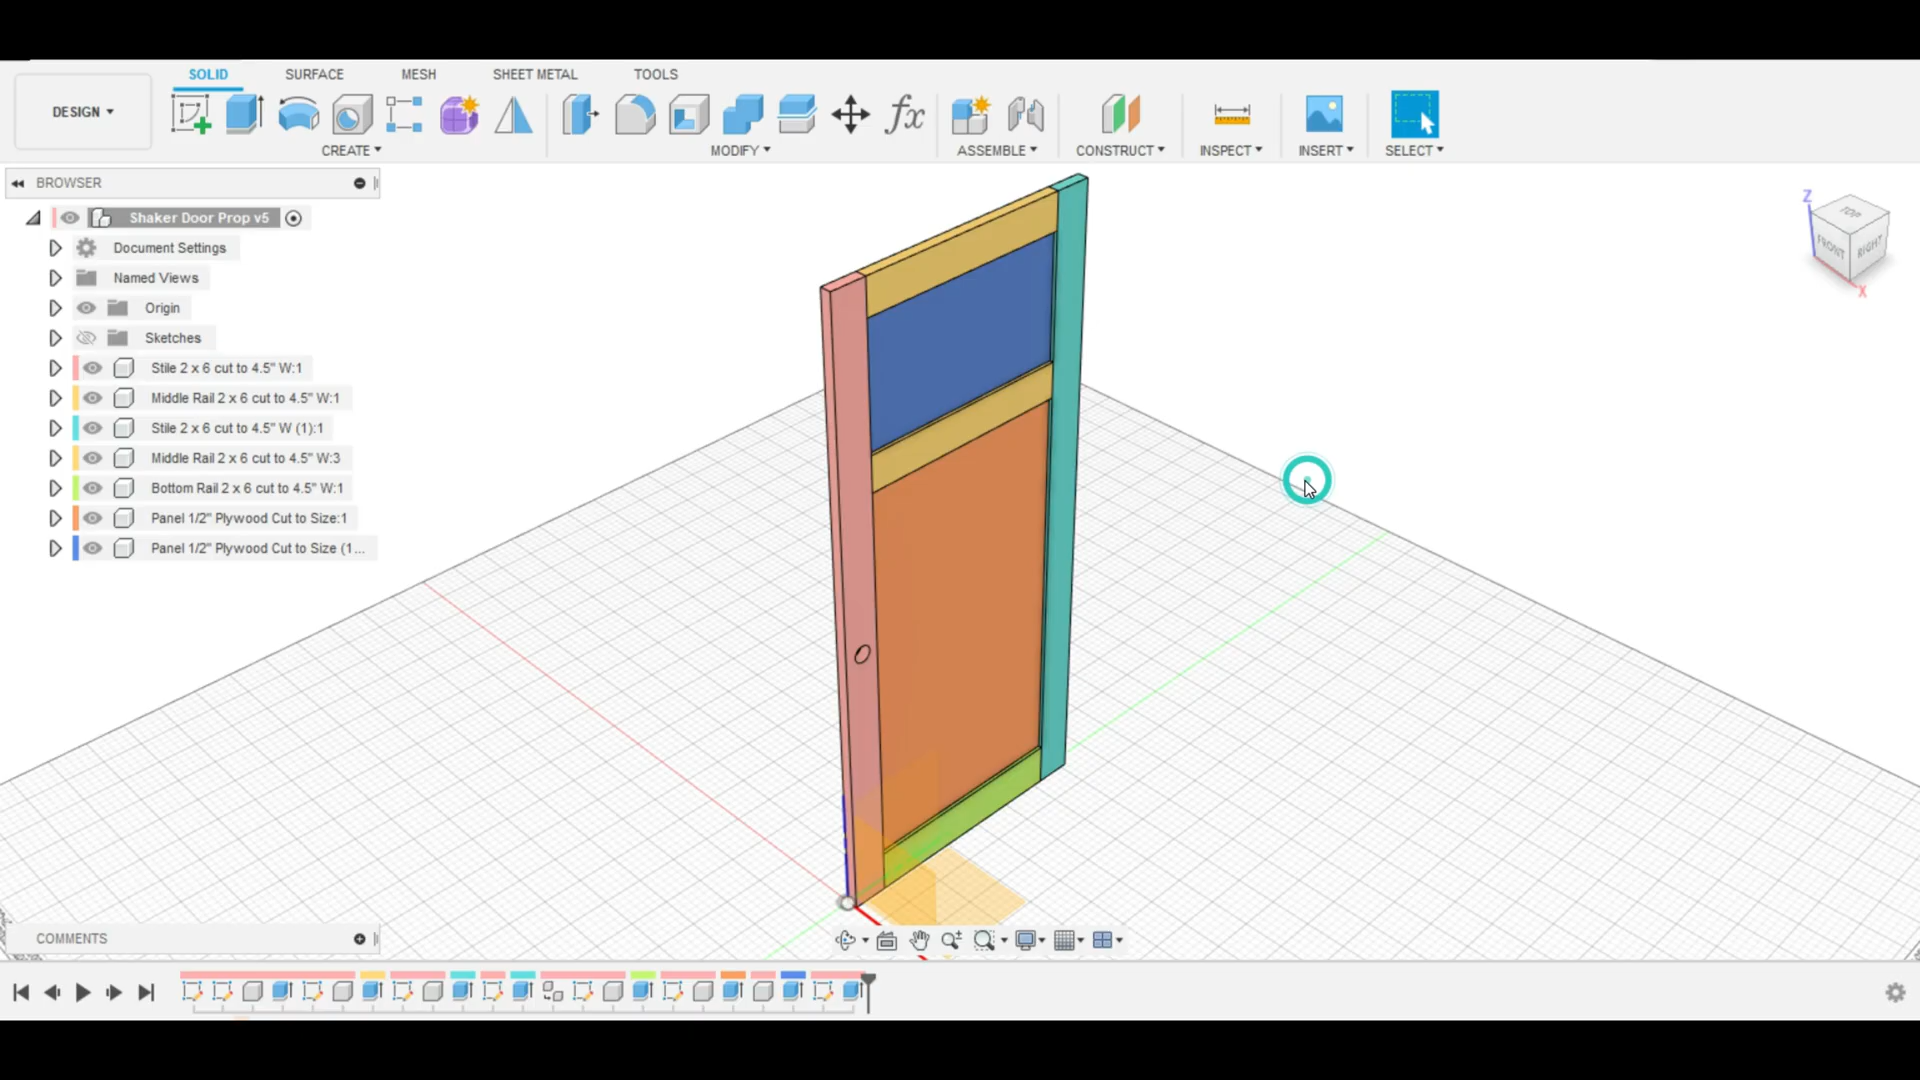 SOLID SURFACE MESH SHEET METAL TOOLS
DESIGN
fx
CREATE MODIFY ASSEMBLE CONSTRUCT INSPECT INSERT SELECT
BROWSER
Shaker Door Prop v5
Document Settings
Named Views
Origin
Sketches
Stile 2 x 6 cut to 4.5" W:1
Middle Rail 2 x 6 cut to 4.5" W:1
Stile 2 x 6 cut to 4.5" W (1):1
Middle Rail 2 x 6 cut to 4.5" W:3
Bottom Rail 2 x 6 cut to 4.5" W:1
Panel 1/2" Plywood Cut to Size:1
Panel 1/2" Plywood Cut to Size (1...
Z
TOP
FRONT
RIGHT
X
COMMENTS